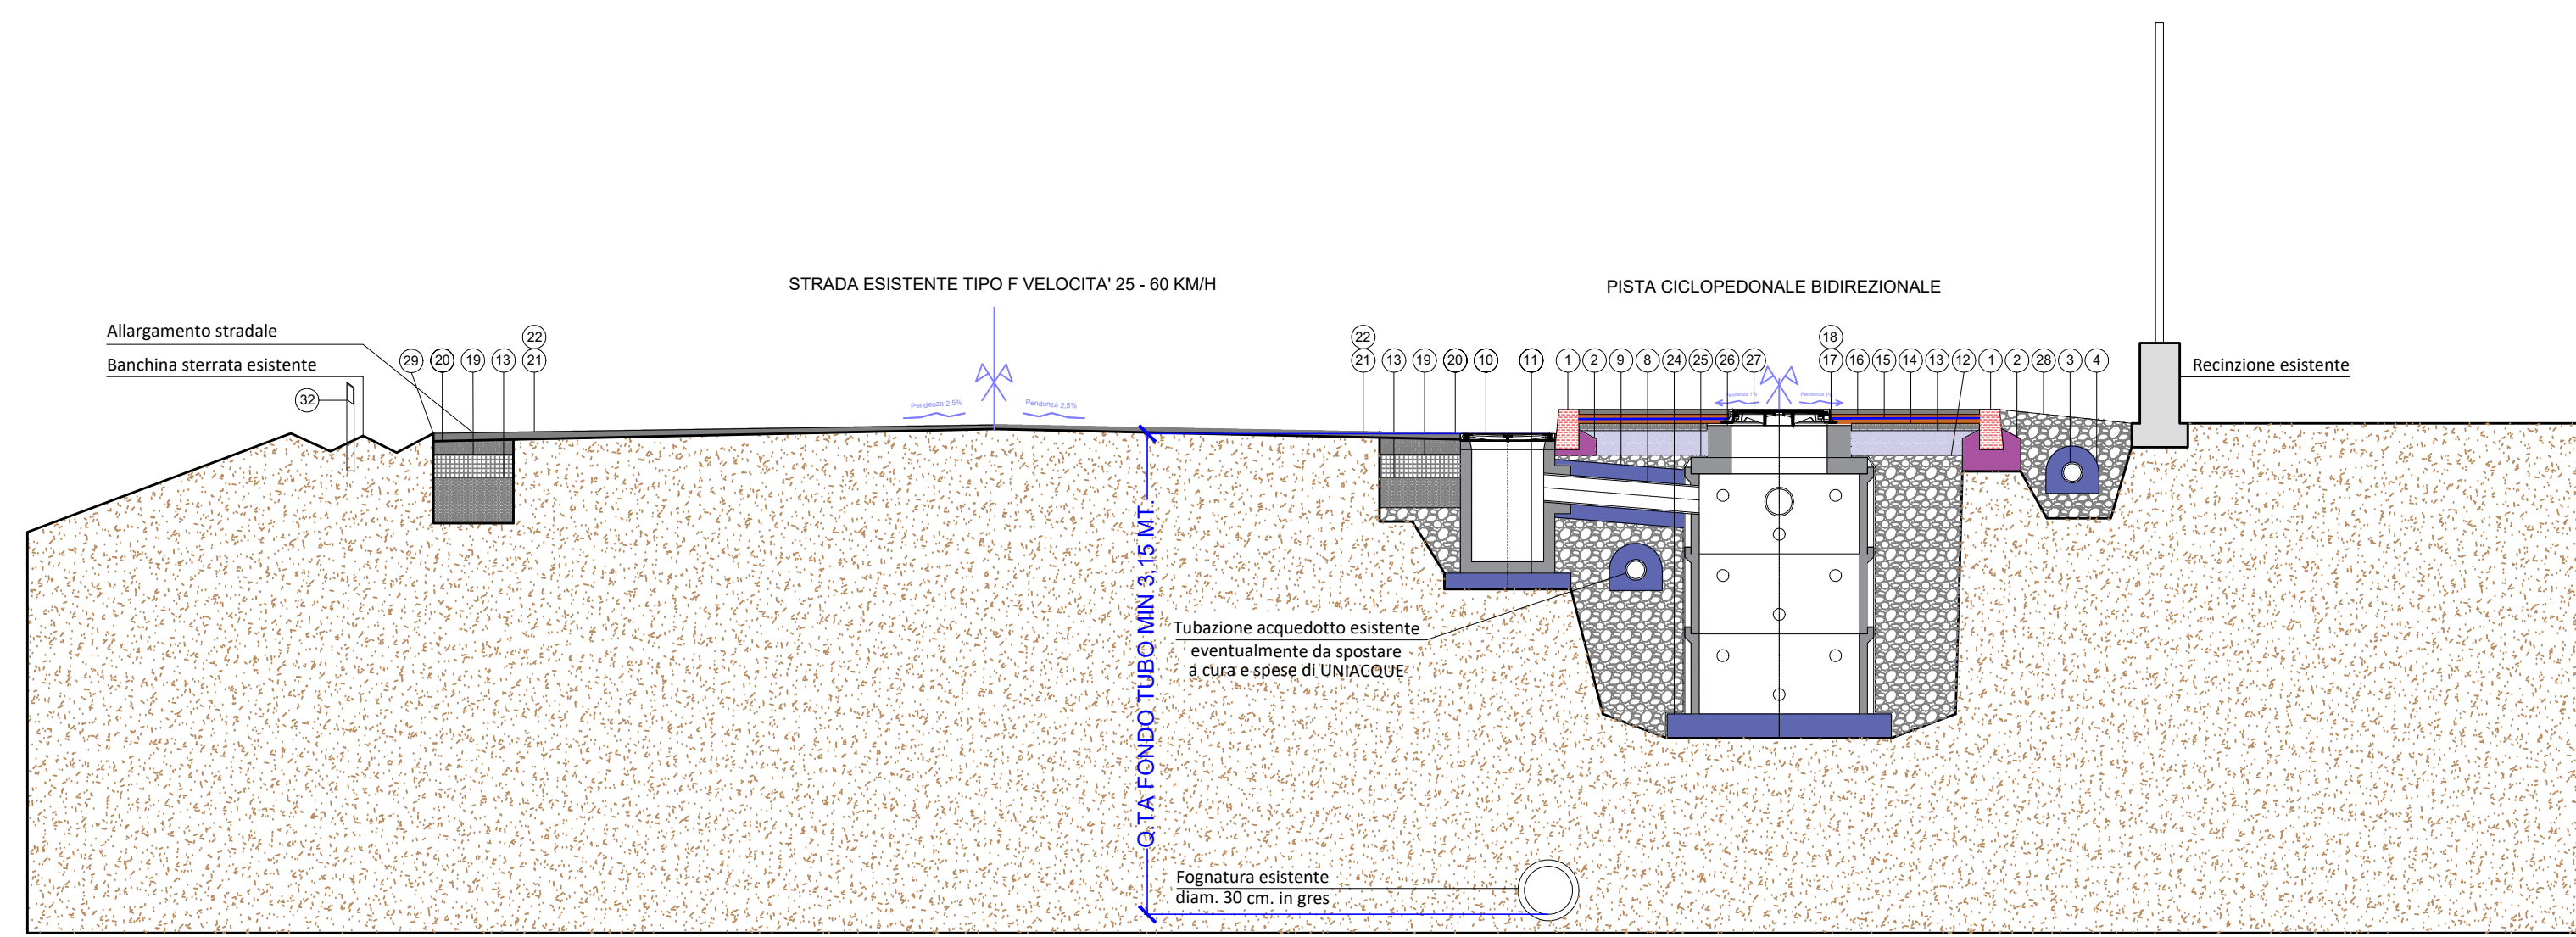 STRADA ESISTENTE TIPO F VELOCITA' 25 - 60 KM/H
PISTA CICLOPEDONALE BIDIREZIONALE
Allargamento stradale
Banchina sterrata esistente
32
29 20 19 13
22
21
Pendenza 2.5%
Pendenza 2,5%
22
21
13 19 20 10 11 1 2 9 8 24 25 26 27
18
17
16 15 14 13 12 1 2 28 3 4
Pendenza 1%
Pendenza 1%
Recinzione esistente
Q.TA FONDO TUBO MIN 3,15 MT.
Tubazione acquedotto esistente
eventualmente da spostare
a cura e spese di UNIACQUE
Fognatura esistente
diam. 30 cm. in gres